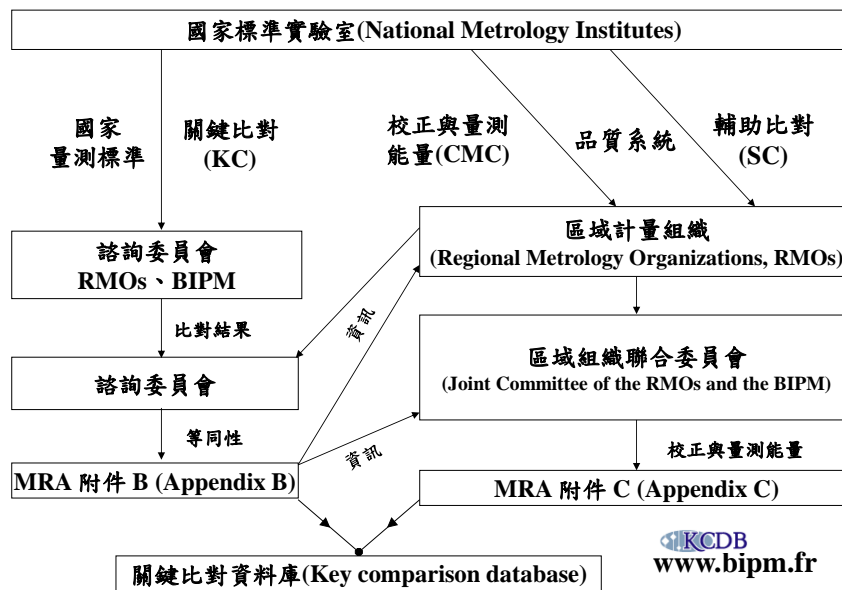 國家標準實驗室(National Metrology Institutes)
國家
量測標準
關鍵比對
(KC)
校正與量測
能量(CMC)
品質系統
輔助比對
(SC)
諮詢委員會
RMOs、BIPM
區域計量組織
(Regional Metrology Organizations, RMOs)
比對結果
資訊
諮詢委員會
區域組織聯合委員會
(Joint Committee of the RMOs and the BIPM)
等同性
資訊
校正與量測能量
MRA 附件 B (Appendix B)
MRA 附件 C (Appendix C)
KCDB
www.bipm.fr
關鍵比對資料庫(Key comparison database)